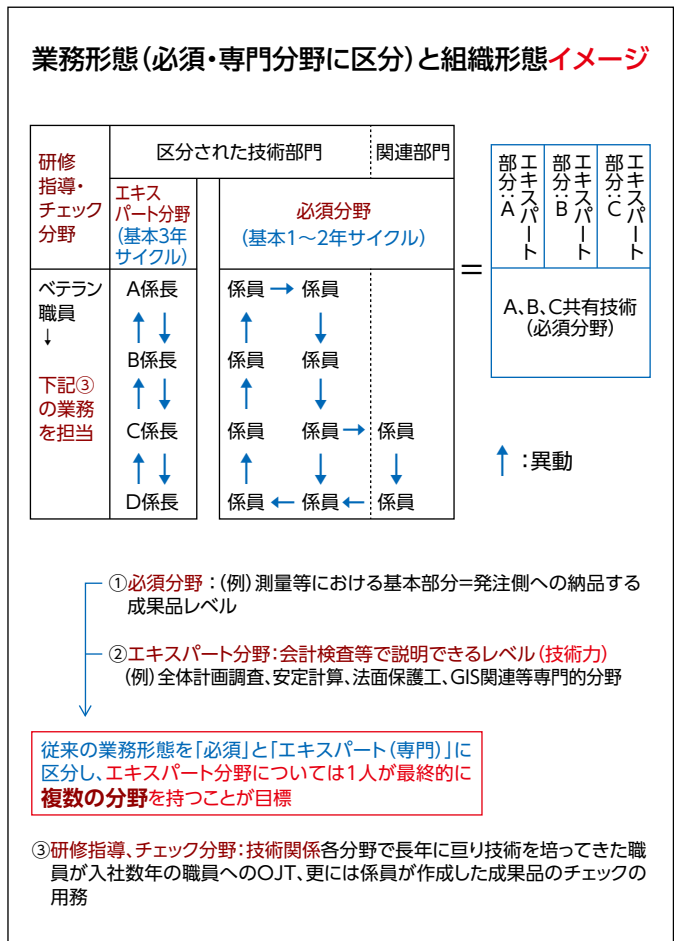 業務形態(必須・専門分野に区分)と組織形態イメージ
研修
指導・
チェック
分野
区分された技術部門
関連部門
エキス
パート分野
(基本3年
サイクル)
必須分野
(基本1〜2年サイクル)
ベテラン
職員
↓
下記③
の業務
を担当
A係長
B係長
C係長
D係長
係員 → 係員
係員 係員
係員 係員 → 係員
係員 ← 係員 ← 係員
=
エキスパート
部分:A
エキスパート
部分:B
エキスパート
部分:C
A、B、C共有技術
(必須分野)
↑:異動
①必須分野:(例)測量等における基本部分=発注側への納品する
成果品レベル
②エキスパート分野:会計検査等で説明できるレベル(技術力)
(例)全体計画調査、安定計算、法面保護工、GIS関連等専門的分野
従来の業務形態を「必須」と「エキスパート(専門)」に
区分し、エキスパート分野については1人が最終的に
複数の分野を持つことが目標
③研修指導、チェック分野:技術関係各分野で長年に亘り技術を培ってきた職
員が入社数年の職員へのOJT、更には係員が作成した成果品のチェックの
用務